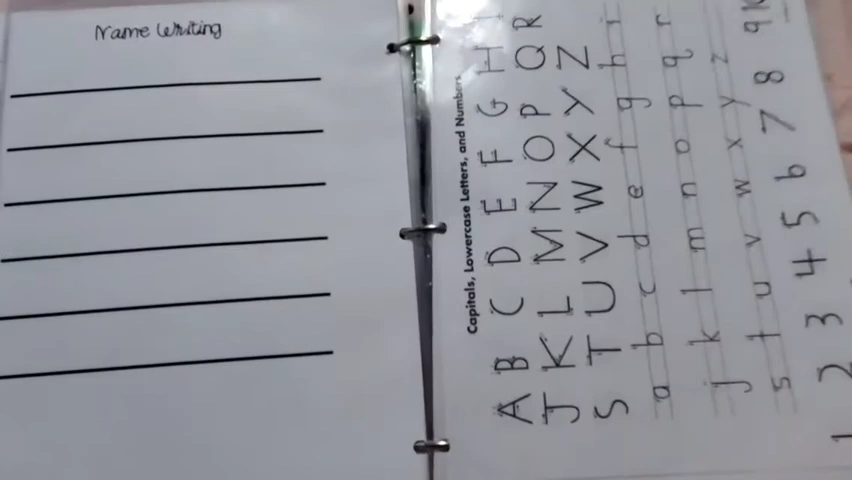 Name Writing
Capitals, Lowercase Letters, and Numbers
A B C D E F G H I
J K L M N O P Q R
S T U V W X Y Z
a b c d e f g h i
j k l m n o p q r
s t u v w x y z
1 2 3 4 5 6 7 8 9